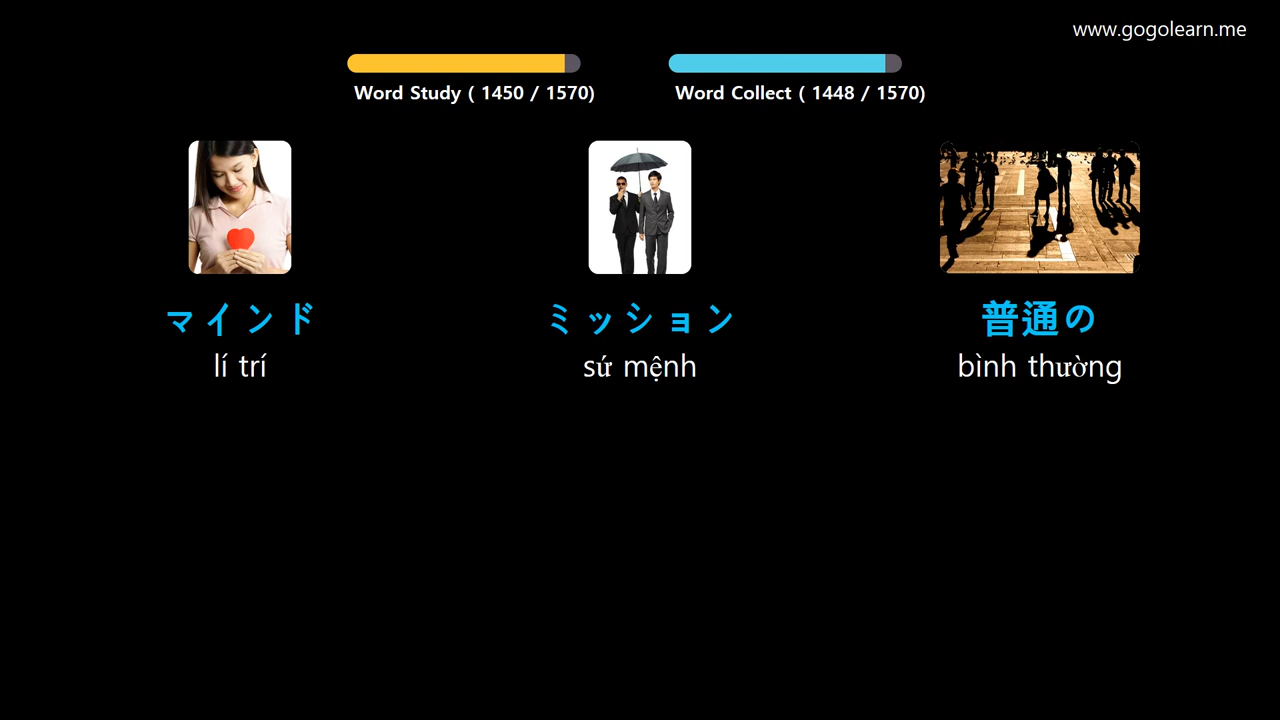 www.gogolearn.me
Word Study ( 1450 / 1570)
Word Collect ( 1448 / 1570)
マインド
lí trí
ミッション
sứ mệnh
普通の
bình thường